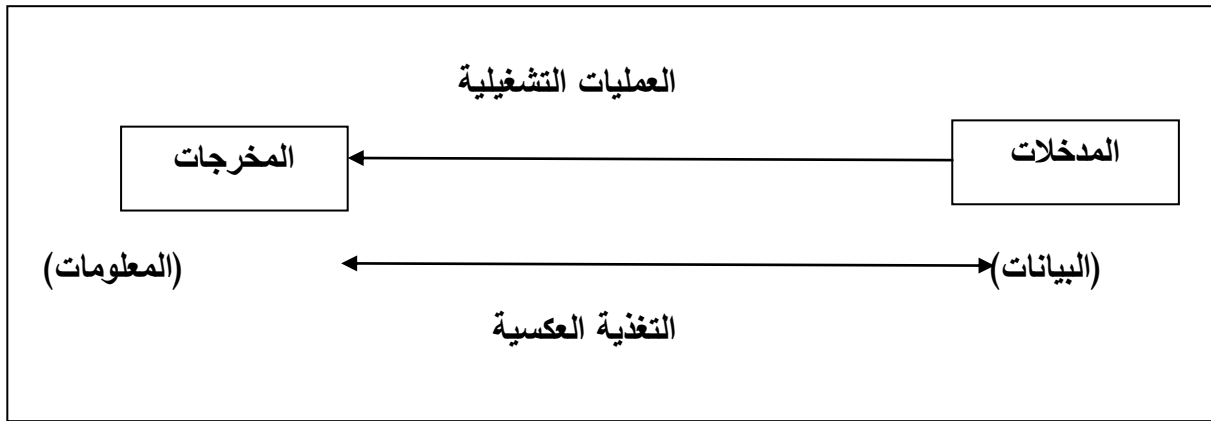 العمليات التشغيلية
المدخلات
المخرجات
(البيانات)
(المعلومات)
التغذية العكسية